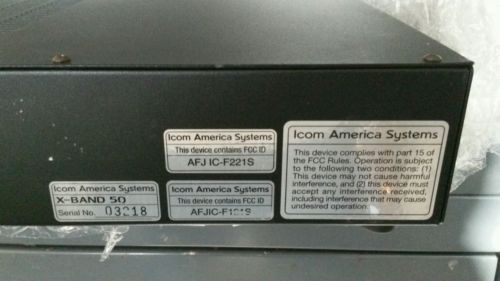 Icom America Systems
This device contains FCC ID
AFJ IC-F221S
Icom America Systems
X-BAND 50
Serial No. 03218
Icom America Systems
This device contains FCC ID
Icom America Systems
This device complies with part 15 of
the FCC Rules. Operation is subject
to the following two conditions: (1)
This device may not cause harmful
interference, and (2) this device must
accept any interference received,
including interference that may cause
undesired operation.